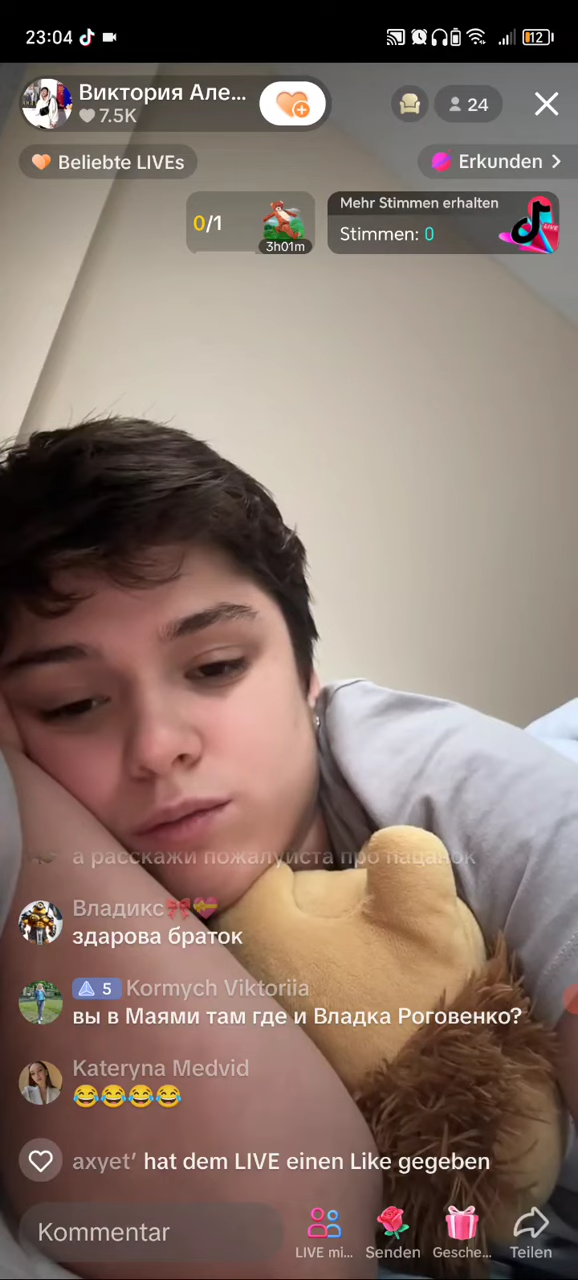 23:04
12
Виктория Але...
7.5K
24
Beliebte LIVEs
Erkunden
0/1
3h01m
Mehr Stimmen erhalten
Stimmen: 0
LIVE
а расскажи пожалуйста про пацанок
Владикс🎀💝
здарова браток
5 Kormych Viktoriia
вы в Маями там где и Владка Роговенко?
Kateryna Medvid
😂😂😂😂
axyet’ hat dem LIVE einen Like gegeben
Kommentar
LIVE mi...
Senden
Gesche...
Teilen